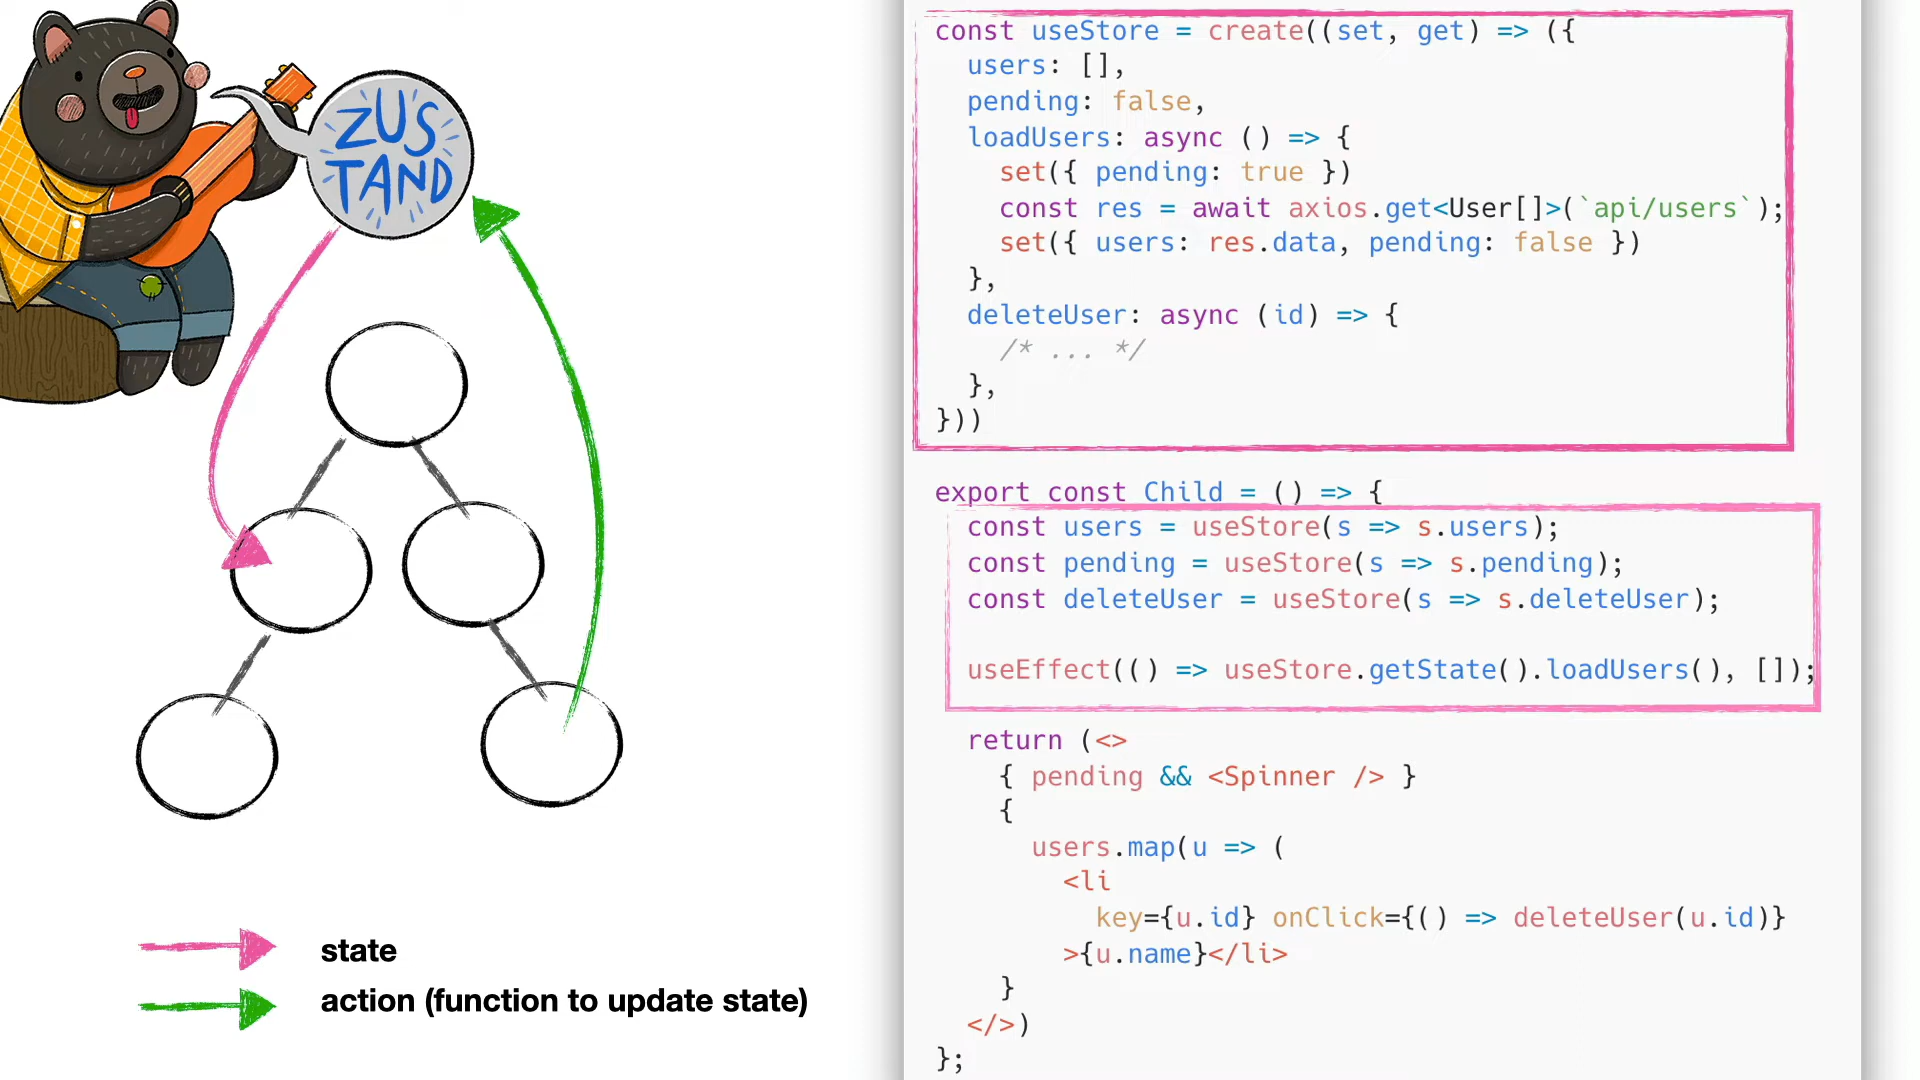 ZUS
TAND
state
action (function to update state)
const useStore = create((set, get) => ({
  users: [],
  pending: false,
  loadUsers: async () => {
    set({ pending: true })
    const res = await axios.get<User[]>(`api/users`);
    set({ users: res.data, pending: false })
  },
  deleteUser: async (id) => {
    /* ... */
  },
}))
export const Child = () => {
  const users = useStore(s => s.users);
  const pending = useStore(s => s.pending);
  const deleteUser = useStore(s => s.deleteUser);
  useEffect(() => useStore.getState().loadUsers(), []);
  return (<>
    { pending && <Spinner /> }
    {
      users.map(u => (
        <li
          key={u.id} onClick={() => deleteUser(u.id)}
        >{u.name}</li>
    }
  </>)
};